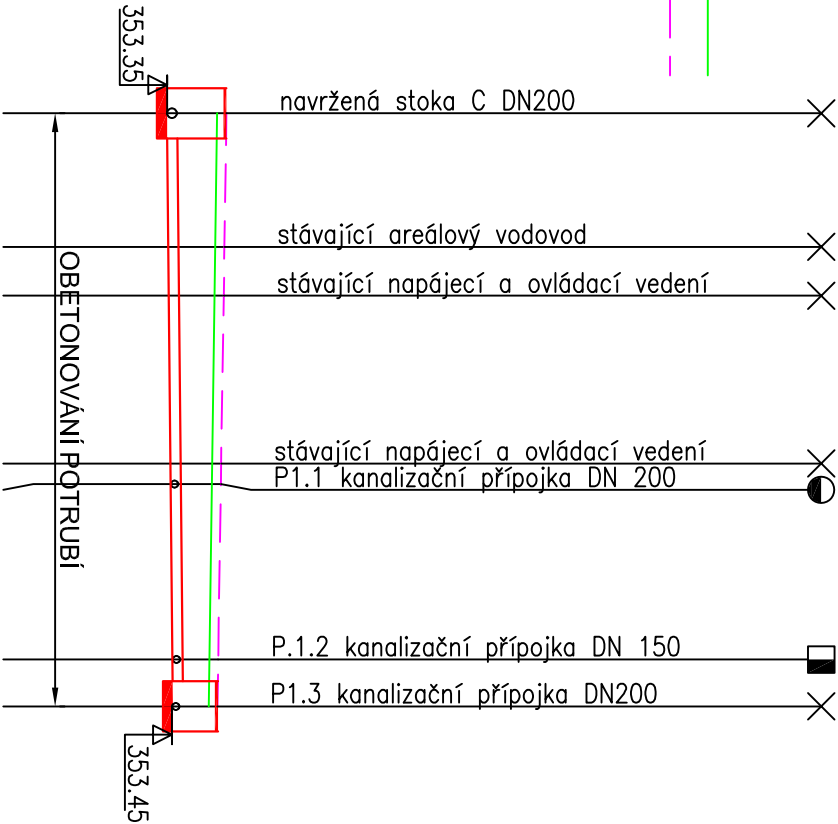 353.35
navržená stoka C DN200
stávající areálový vodovod
stávající napájecí a ovládací vedení
OBETONOVÁNÍ POTRUBÍ
stávající napájecí a ovládací vedení
P1.1 kanalizační přípojka DN 200
P.1.2 kanalizační přípojka DN 150
P1.3 kanalizační přípojka DN200
353.45